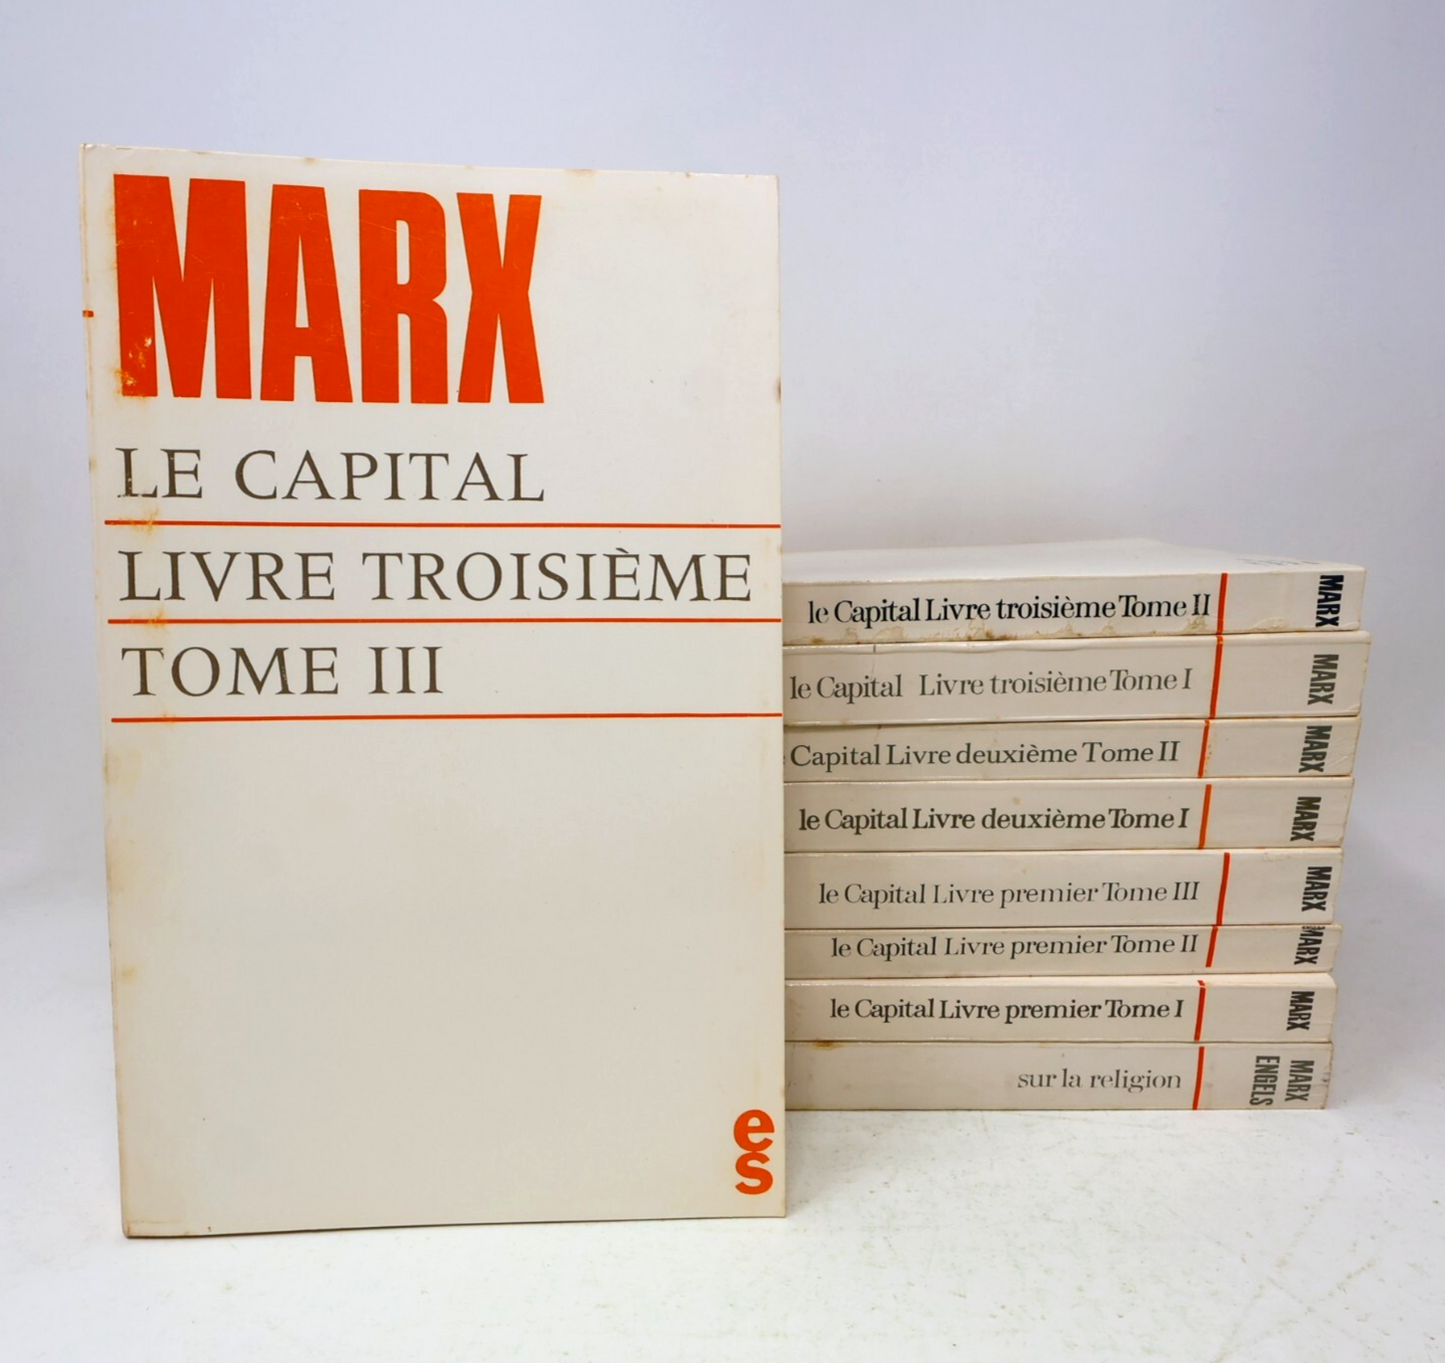 MARX
LE CAPITAL
LIVRE TROISIÈME
TOME III
es
le Capital Livre troisième Tome II MARX
le Capital Livre troisième Tome I MARX
Capital Livre deuxième Tome II MARX
le Capital Livre deuxième Tome I MARX
le Capital Livre premier Tome III MARX
le Capital Livre premier Tome II MARX
le Capital Livre premier Tome I MARX
sur la religion MARX ENGELS